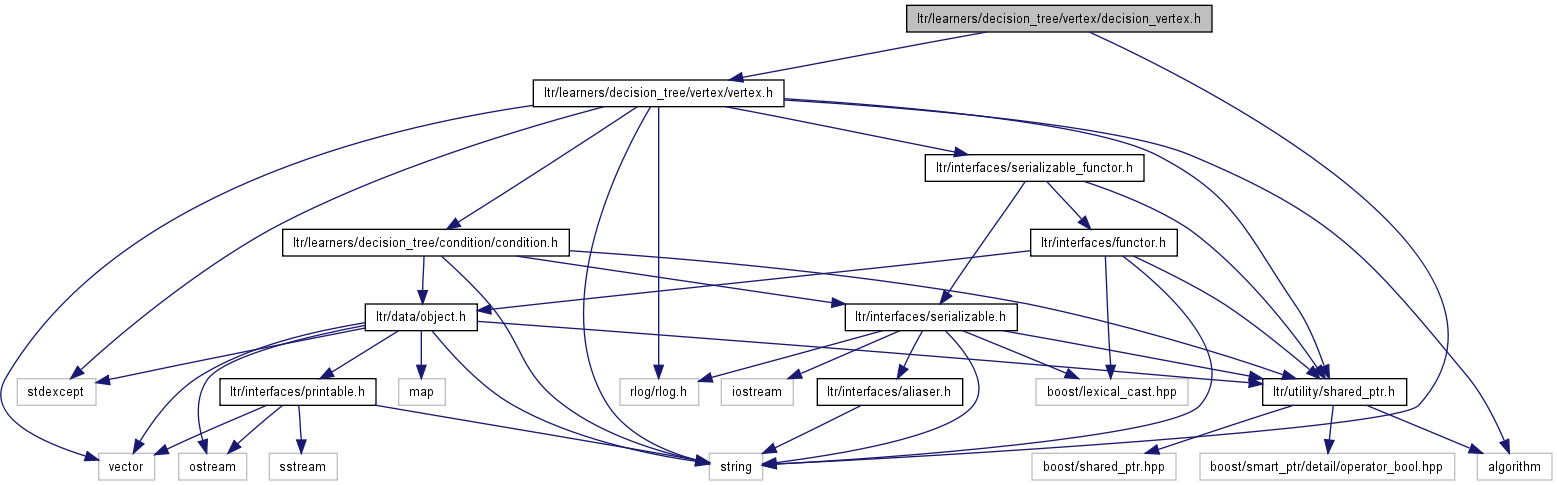 ltr/learners/decision_tree/vertex/decision_vertex.h
ltr/learners/decision_tree/vertex/vertex.h
ltr/interfaces/serializable_functor.h
ltr/learners/decision_tree/condition/condition.h
ltr/interfaces/functor.h
ltr/data/object.h
ltr/interfaces/serializable.h
stdexcept
ltr/interfaces/printable.h
map
rlog/rlog.h
iostream
ltr/interfaces/aliaser.h
boost/lexical_cast.hpp
ltr/utility/shared_ptr.h
vector
ostream
sstream
string
boost/shared_ptr.hpp
boost/smart_ptr/detail/operator_bool.hpp
algorithm